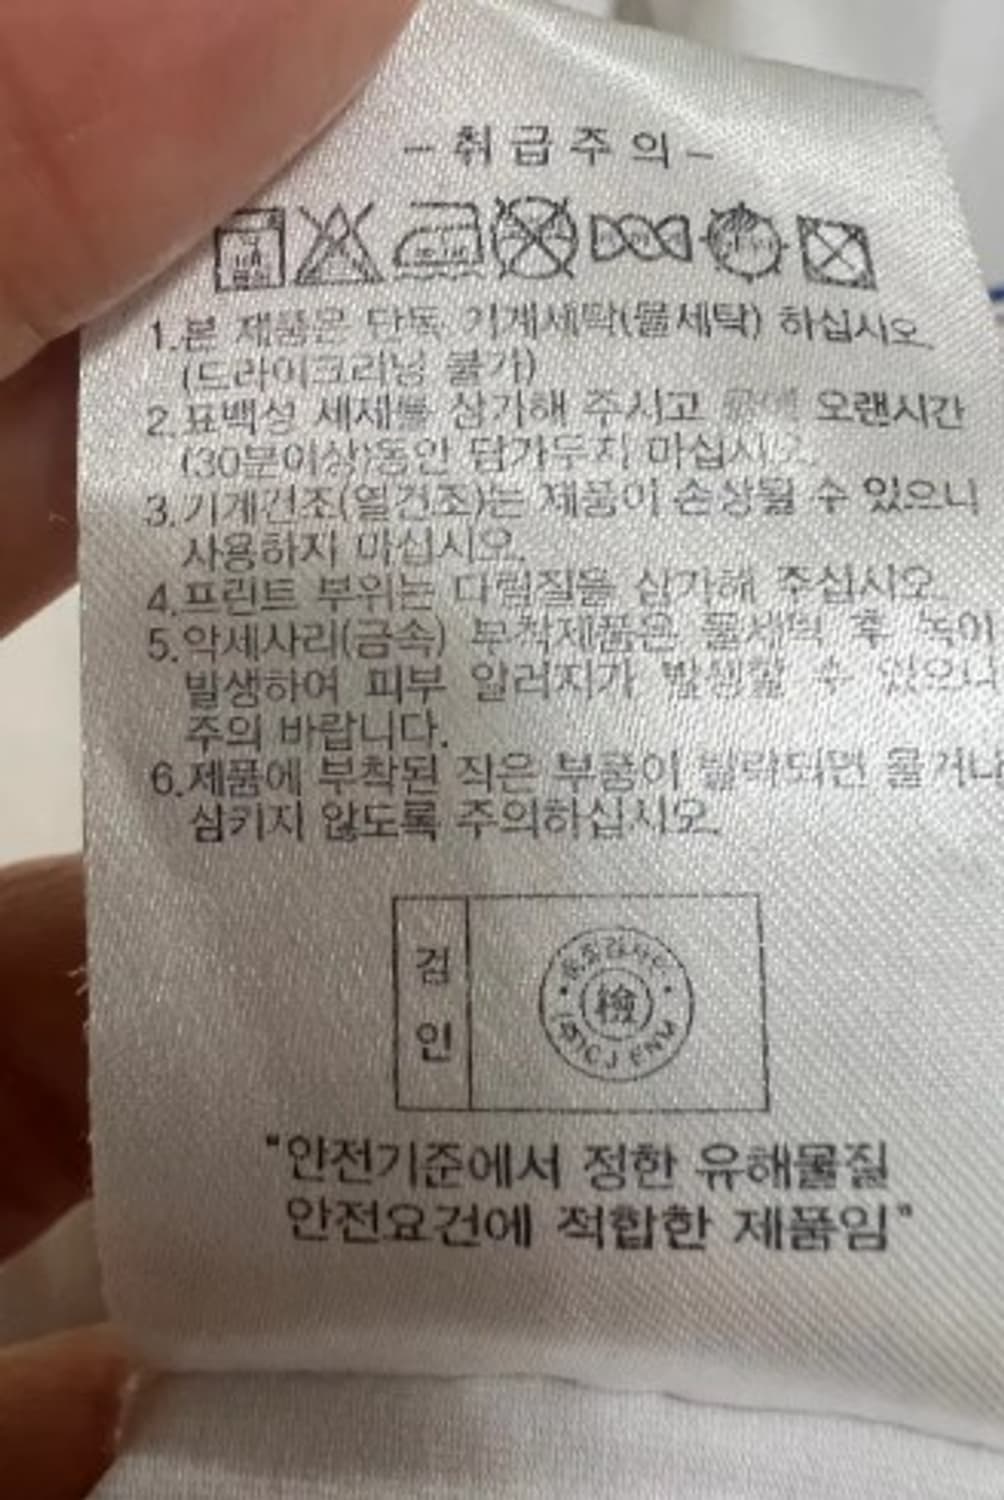 -취급주의-
1.본 제품은 단독 기계세탁(물세탁) 하십시오.
(드라이크리닝 불가)
2.표백성 세제를 삼가해 주시고 오랜시간
(30분이상)동안 담가두지 마십시오.
3.기계건조(열건조)는 제품이 손상될 수 있으니
사용하지 마십시오.
4.프린트 부위는 다림질을 삼가해 주십시오.
5.악세사리(금속) 부착제품은 물세탁 후 녹이
발생하여 피부 알러지가 발생할 수 있으니
주의 바랍니다.
6.제품에 부착된 작은 부품이 탈락되면 물거나
삼키지 않도록 주의하십시오.
검
인
檢
"안전기준에서 정한 유해물질
안전요건에 적합한 제품임"